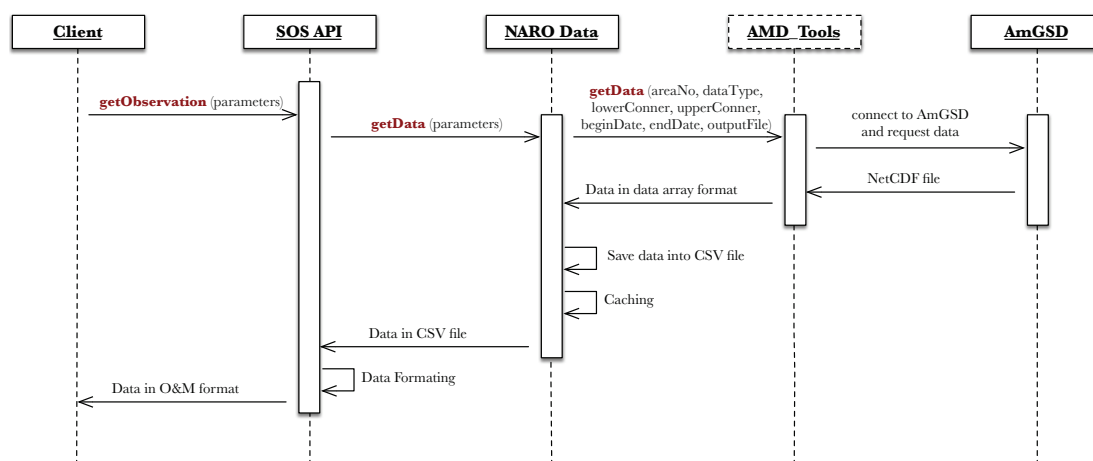 Client
SOS API
NARO Data
AMD_Tools
AmGSD
getObservation (parameters)
getData (parameters)
getData (areaNo, dataType,
lowerConner, upperConner,
beginDate, endDate, outputFile)
connect to AmGSD
and request data
NetCDF file
Data in data array format
Save data into CSV file
Caching
Data in CSV file
Data Formating
Data in O&M format